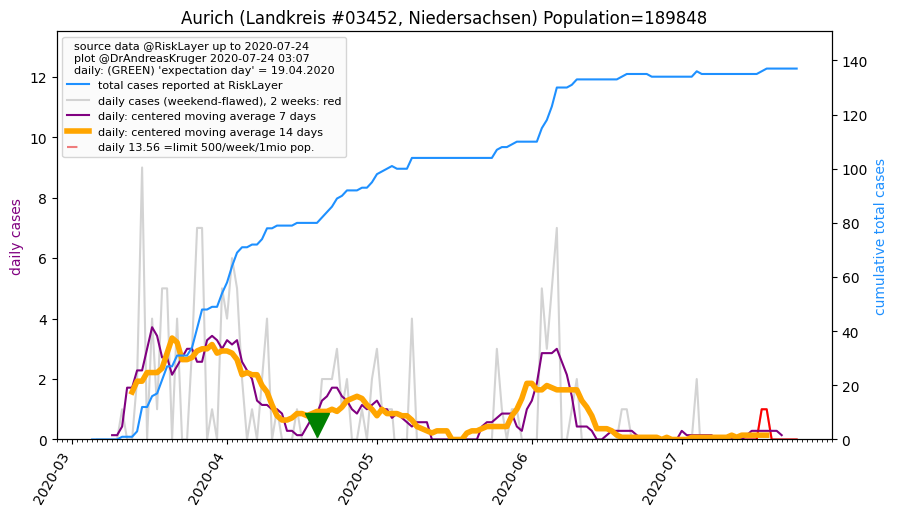 Aurich (Landkreis #03452, Niedersachsen) Population=189848
source data @RiskLayer up to 2020-07-24
plot @DrAndreasKruger 2020-07-24 03:07
daily: (GREEN) 'expectation day' = 19.04.2020
total cases reported at RiskLayer
daily cases (weekend-flawed), 2 weeks: red
daily: centered moving average 7 days
daily: centered moving average 14 days
daily 13.56 =limit 500/week/1mio pop.
daily cases
12
10
8
6
4
2
0
140
120
100
80
60
40
20
0
cumulative total cases
2020-03
2020-04
2020-05
2020-06
2020-07